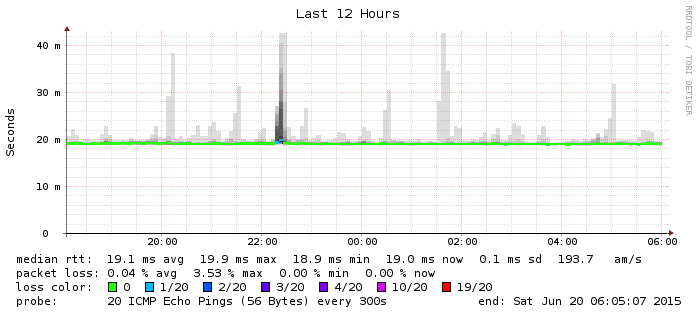 Last 12 Hours
RRDTOOL / TOBI OETIKER
Seconds
40 m
30 m
20 m
10 m
0
20:00 22:00 00:00 02:00 04:00 06:00
median rtt: 19.1 ms avg 19.9 ms max 18.9 ms min 19.0 ms now 0.1 ms sd 193.7 am/s
packet loss: 0.04 % avg 3.53 % max 0.00 % min 0.00 % now
loss color: 0 1/20 2/20 3/20 4/20 10/20 19/20
probe: 20 ICMP Echo Pings (56 Bytes) every 300s end: Sat Jun 20 06:05:07 2015